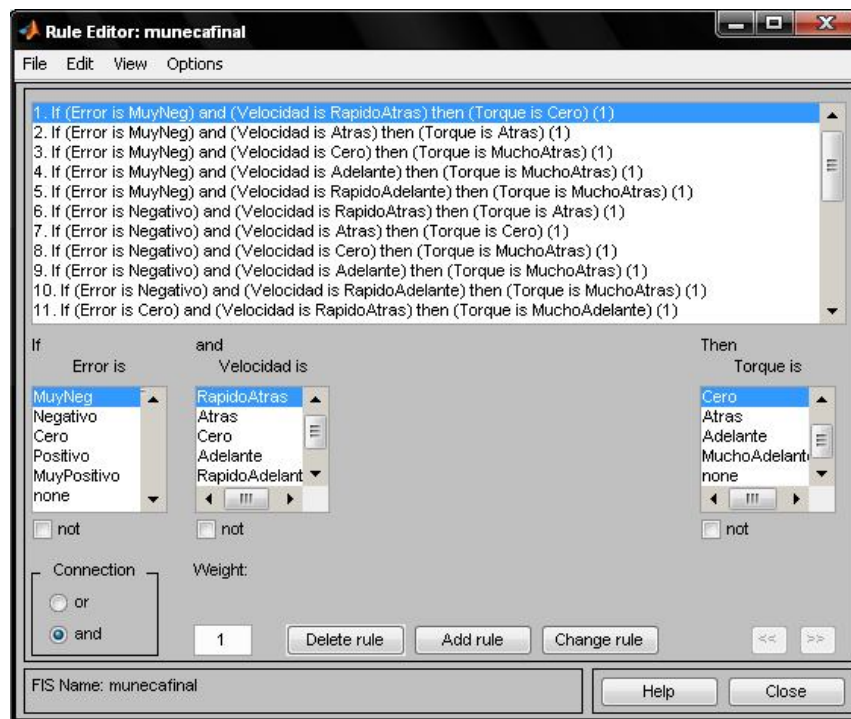 Rule Editor: munecafinal
File Edit View Options
1. If (Error is MuyNeg) and (Velocidad is RapidoAtras) then (Torque is Cero) (1)
2. If (Error is MuyNeg) and (Velocidad is Atras) then (Torque is Atras) (1)
3. If (Error is MuyNeg) and (Velocidad is Cero) then (Torque is MuchoAtras) (1)
4. If (Error is MuyNeg) and (Velocidad is Adelante) then (Torque is MuchoAtras) (1)
5. If (Error is MuyNeg) and (Velocidad is RapidoAdelante) then (Torque is MuchoAtras) (1)
6. If (Error is Negativo) and (Velocidad is RapidoAtras) then (Torque is Atras) (1)
7. If (Error is Negativo) and (Velocidad is Atras) then (Torque is Cero) (1)
8. If (Error is Negativo) and (Velocidad is Cero) then (Torque is MuchoAtras) (1)
9. If (Error is Negativo) and (Velocidad is Adelante) then (Torque is MuchoAtras) (1)
10. If (Error is Negativo) and (Velocidad is RapidoAdelante) then (Torque is MuchoAtras) (1)
11. If (Error is Cero) and (Velocidad is RapidoAtras) then (Torque is MuchoAdelante) (1)
If and Then
Error is Velocidad is Torque is
MuyNeg RapidoAtras Cero
Negativo Atras Atras
Cero Cero Adelante
Positivo Adelante MuchoAdelant
MuyPositivo RapidoAdelant none
none
not not not
Connection Weight:
or
and 1 Delete rule Add rule Change rule << >>
FIS Name: munecafinal Help Close